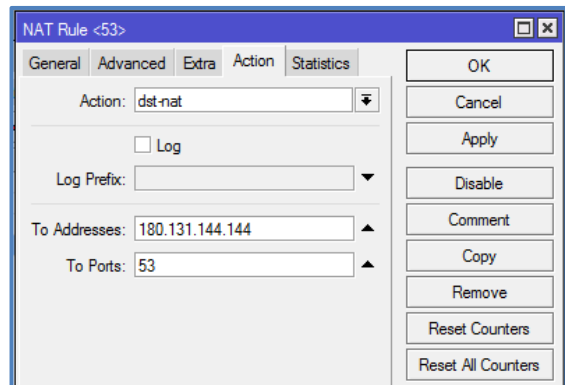 NAT Rule <53>
General Advanced Extra Action Statistics
Action: dst-nat
Log
Log Prefix:
To Addresses: 180.131.144.144
To Ports: 53
OK
Cancel
Apply
Disable
Comment
Copy
Remove
Reset Counters
Reset All Counters